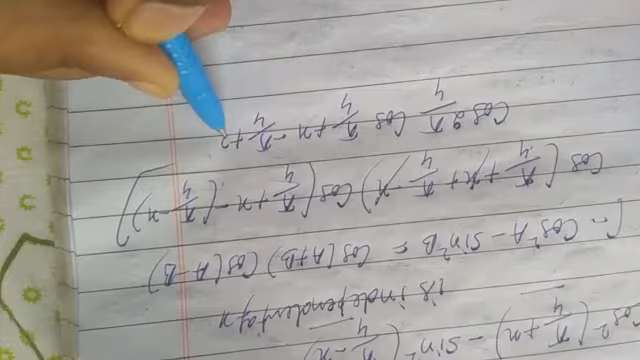 Cos²(π/4 + x) - sin²(π/4 - x)
is independent of x
[∵ Cos²A - sin²B = Cos(A+B) Cos(A-B)
Cos(π/4 + x + π/4 - x) Cos(π/4 + x - (π/4 - x))
Cos 2π/4 Cos π/4 + x - π/4 + x